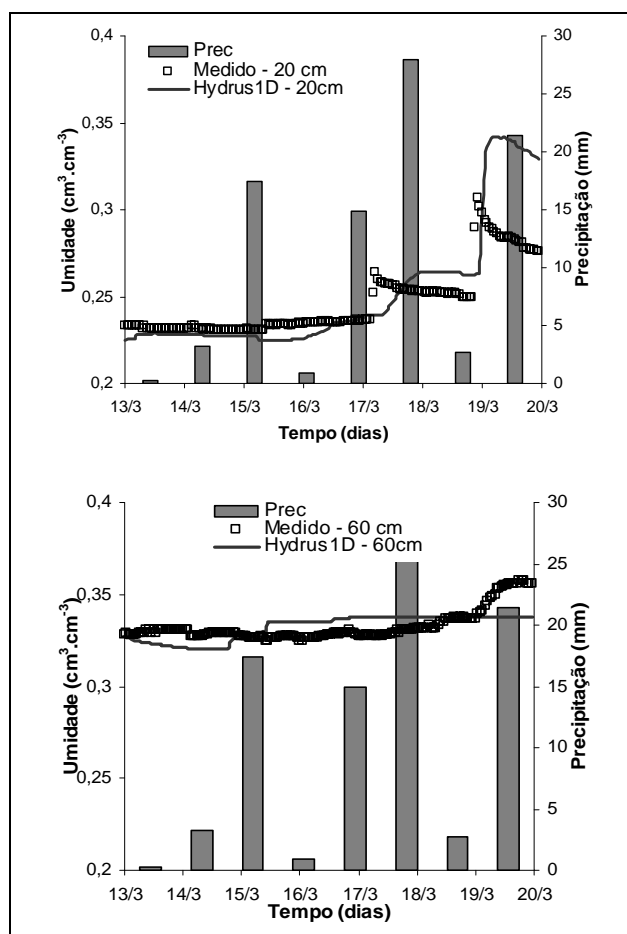 Prec
Medido - 20 cm
Hydrus1D - 20cm
Umidade (cm³.cm⁻³)
0,4
0,35
0,3
0,25
0,2
30
25
20
15
10
5
0
Precipitação (mm)
13/3 14/3 15/3 16/3 17/3 18/3 19/3 20/3
Tempo (dias)
Prec
Medido - 60 cm
Hydrus1D - 60cm
Umidade (cm³.cm⁻³)
0,4
0,35
0,3
0,25
0,2
30
25
20
15
10
5
0
Precipitação (mm)
13/3 14/3 15/3 16/3 17/3 18/3 19/3 20/3
Tempo (dias)